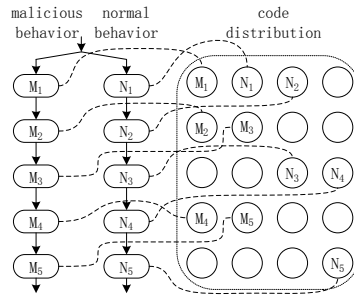 malicious behavior
normal behavior
code distribution
M1 N1 M1 N1 N2
M2 N2 M2 M3
M3 N3 N3 N4
M4 N4 M4 M5
M5 N5 N5